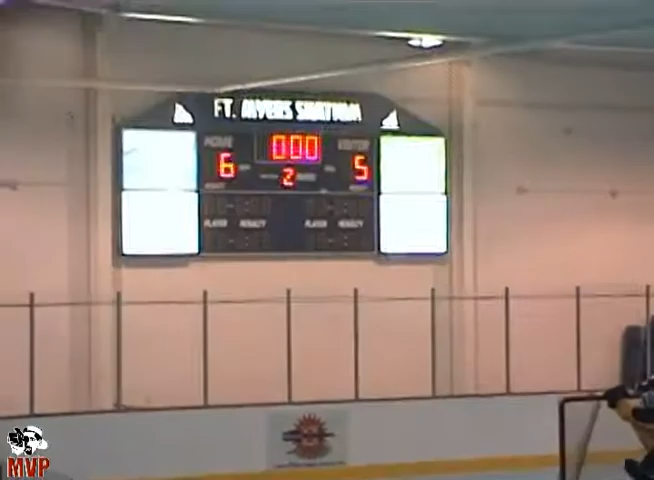 FT. MYERS SKATIUM
HOME 000 VISITOR
6 2 5
PLAYER PENALTY PLAYER PENALTY
MVP